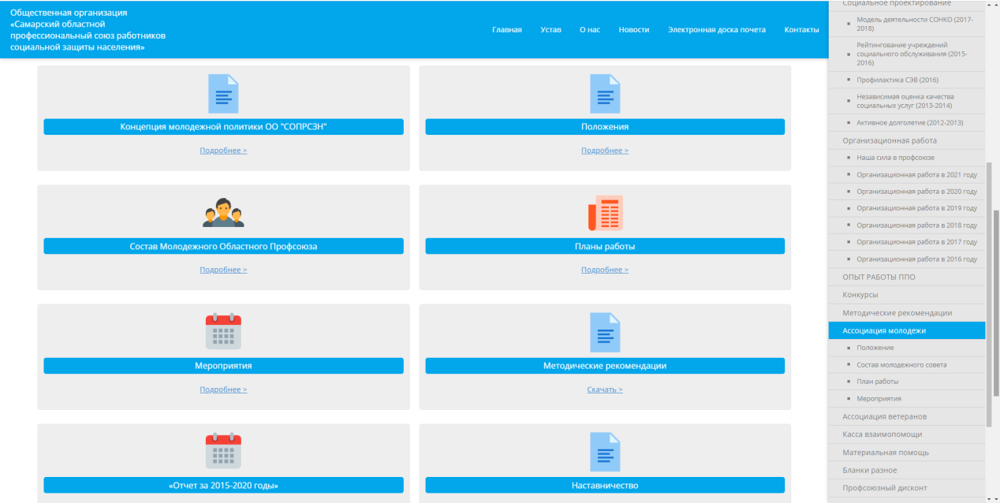 Общественная организация
«Самарский областной
профессиональный союз работников
социальной защиты населения»
Главная
Устав
О нас
Новости
Электронная доска почета
Контакты
Концепция молодежной политики ОО "СОПРСЗН"
Подробнее >
Положения
Подробнее >
Состав Молодежного Областного Профсоюза
Подробнее >
Планы работы
Подробнее >
Мероприятия
Подробнее >
Методические рекомендации
Скачать >
«Отчет за 2015-2020 годы»
Наставничество
Социальное проектирование
Модель деятельности СОНКО (2017-
2018)
Рейтингование учреждений
социального обслуживания (2015-
2016)
Профилактика СЭВ (2016)
Независимая оценка качества
социальных услуг (2013-2014)
Активное долголетие (2012-2013)
Организационная работа
Наша сила в профсоюзе
Организационная работа в 2021 году
Организационная работа в 2020 году
Организационная работа в 2019 году
Организационная работа в 2018 году
Организационная работа в 2017 году
Организационная работа в 2016 году
ОПЫТ РАБОТЫ ППО
Конкурсы
Методические рекомендации
Ассоциация молодежи
Положение
Состав молодежного совета
План работы
Мероприятия
Ассоциация ветеранов
Касса взаимопомощи
Материальная помощь
Бланки разное
Профсоюзный дисконт